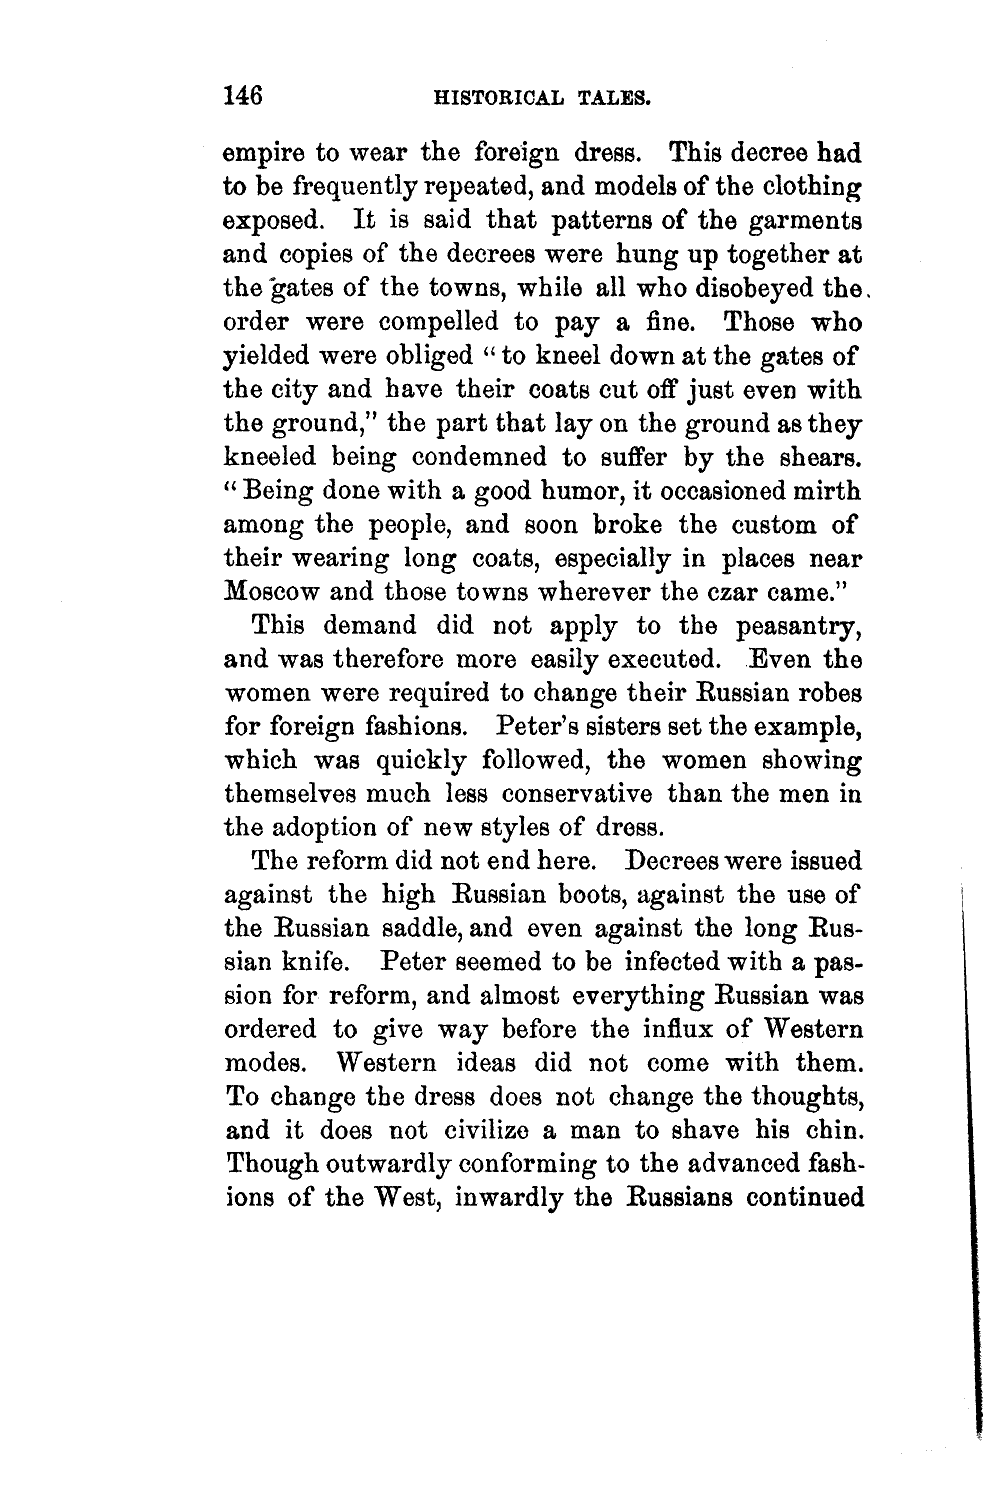 146 HISTORICAL TALES.
empire to wear the foreign dress. This decree had
to be frequently repeated, and models of the clothing
exposed. It is said that patterns of the garments
and copies of the decrees were hung up together at
the gates of the towns, while all who disobeyed the
order were compelled to pay a fine. Those who
yielded were obliged “to kneel down at the gates of
the city and have their coats cut off just even with
the ground,” the part that lay on the ground as they
kneeled being condemned to suffer by the shears.
“Being done with a good humor, it occasioned mirth
among the people, and soon broke the custom of
their wearing long coats, especially in places near
Moscow and those towns wherever the czar came.”
This demand did not apply to the peasantry,
and was therefore more easily executed. Even the
women were required to change their Russian robes
for foreign fashions. Peter’s sisters set the example,
which was quickly followed, the women showing
themselves much less conservative than the men in
the adoption of new styles of dress.
The reform did not end here. Decrees were issued
against the high Russian boots, against the use of
the Russian saddle, and even against the long Rus-
sian knife. Peter seemed to be infected with a pas-
sion for reform, and almost everything Russian was
ordered to give way before the influx of Western
modes. Western ideas did not come with them.
To change the dress does not change the thoughts,
and it does not civilize a man to shave his chin.
Though outwardly conforming to the advanced fash-
ions of the West, inwardly the Russians continued